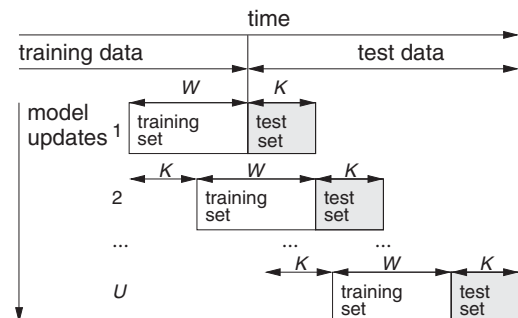 time
training data
test data
W
K
model
updates
1
training
set
test
set
K
W
K
2
training
set
test
set
...
...
...
K
W
K
U
training
set
test
set